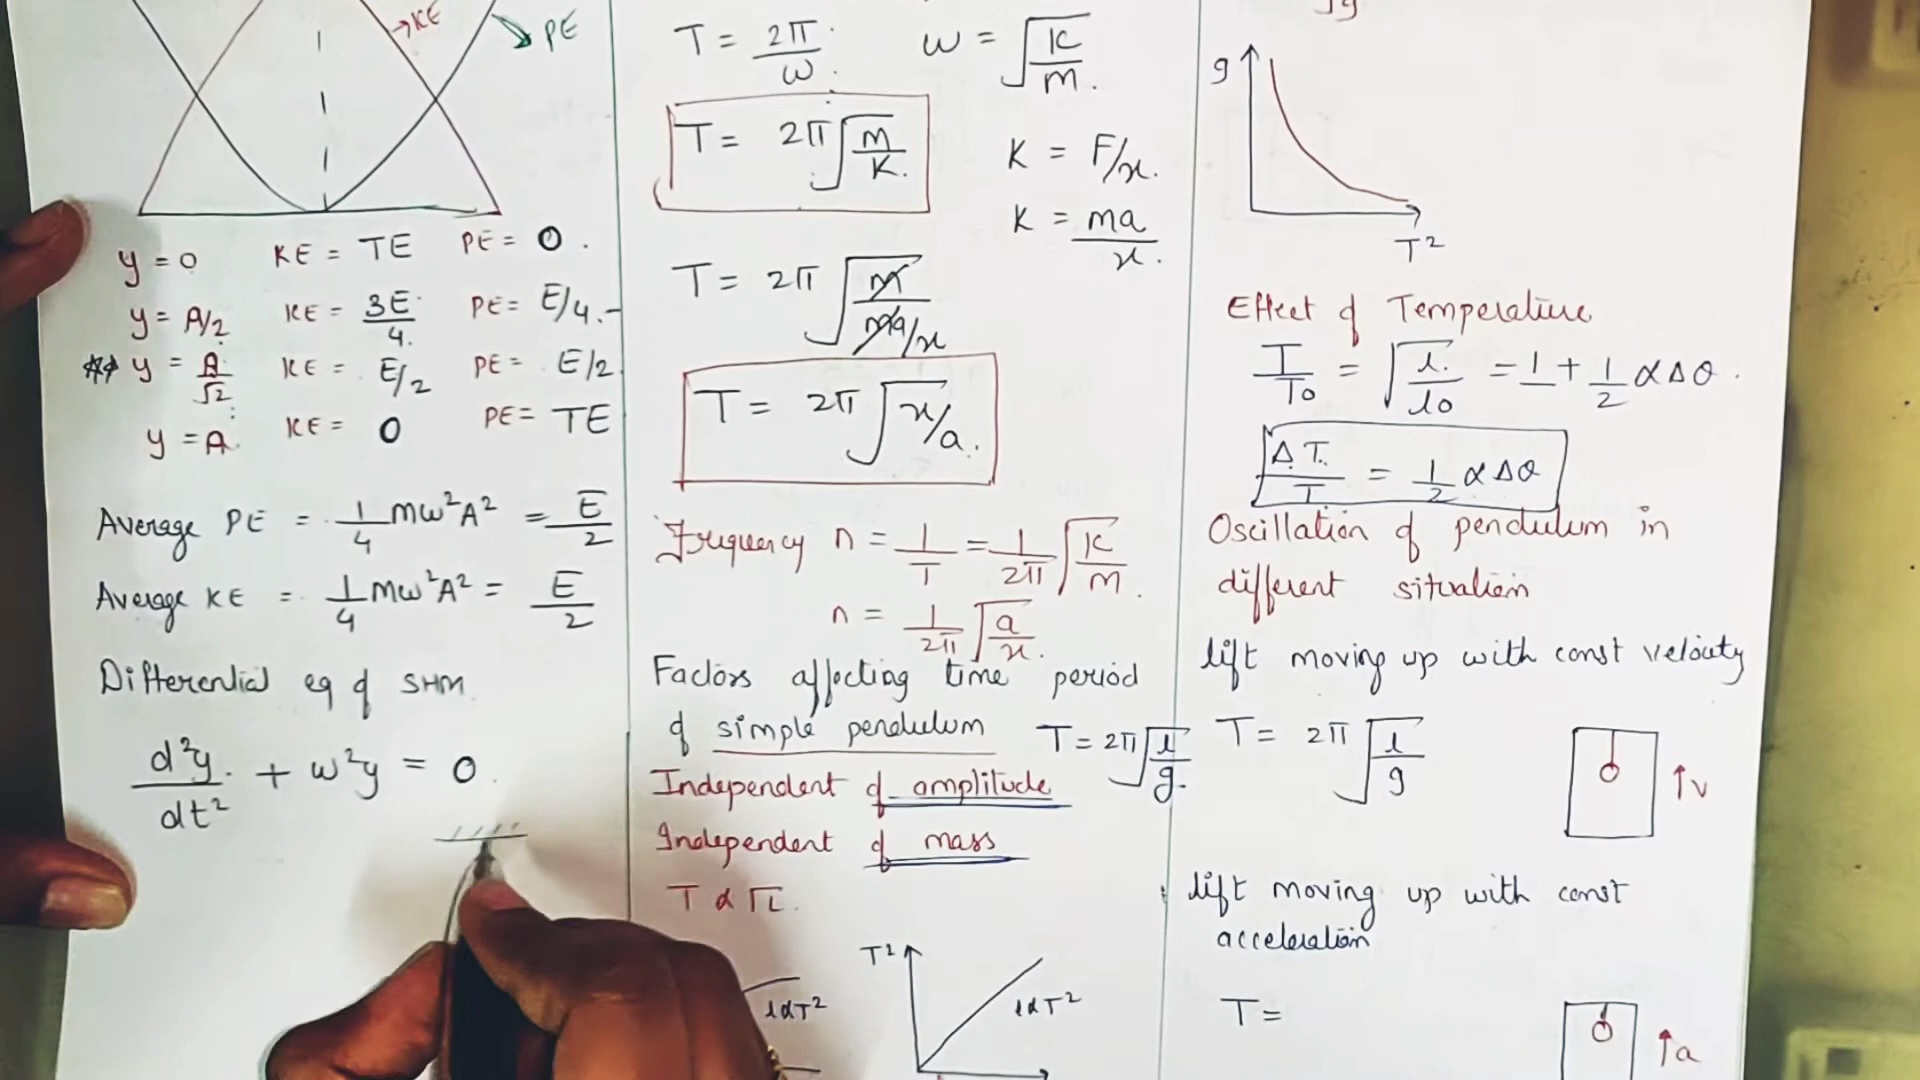 KE
PE
y = 0 KE = TE PE = 0.
y = A/2 KE = 3E/4. PE = E/4.-
** y = A/√2 KE = E/2 PE = E/2
y = A. KE = 0 PE = TE
Average PE = 1/4 mω²A² = E/2
Average KE = 1/4 mω²A² = E/2
Differential eq of SHM.
d²y/dt² + ω²y = 0.
T = 2π/ω. ω = √K/m.
T = 2π√m/K. K = F/x.
K = ma/x.
T = 2π√m/ma/x
T = 2π√x/a.
Frequency n = 1/T = 1/2π √K/m.
n = 1/2π √a/x.
Factors affecting time period
of simple pendulum T = 2π√l/g.
Independent of amplitude
Independent of mass
T α √l.
lαT²
T²
lαT²
g
T²
Effect of Temperature
T/T0 = √l./l0 = 1 + 1/2 αΔθ.
ΔT./T = 1/2 αΔθ
Oscillation of pendulum in
different situation
lift moving up with const velouty
T = 2π√l/g
↑v
lift moving up with const
acceleration
T =
↑a